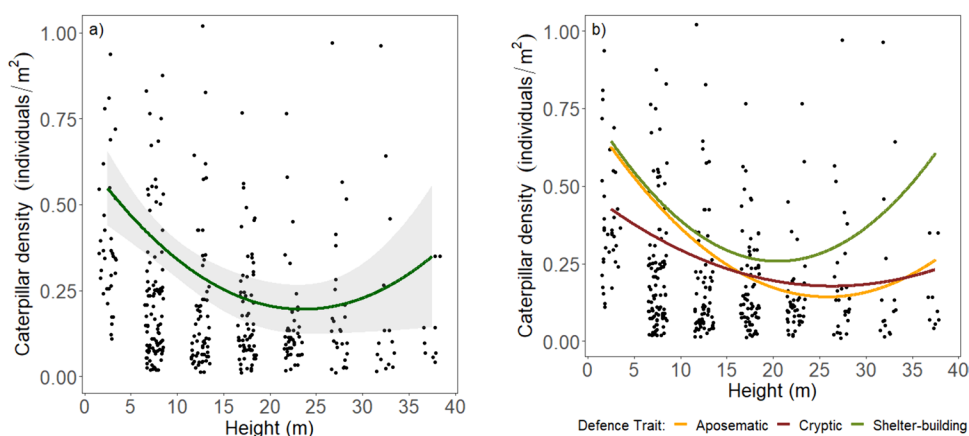 a)
Caterpillar density (individuals/m²)
1.00
0.75
0.50
0.25
0.00
0 5 10 15 20 25 30 35 40
Height (m)
b)
Caterpillar density (individuals/m²)
1.00
0.75
0.50
0.25
0.00
0 5 10 15 20 25 30 35 40
Height (m)
Defence Trait: Aposematic Cryptic Shelter-building